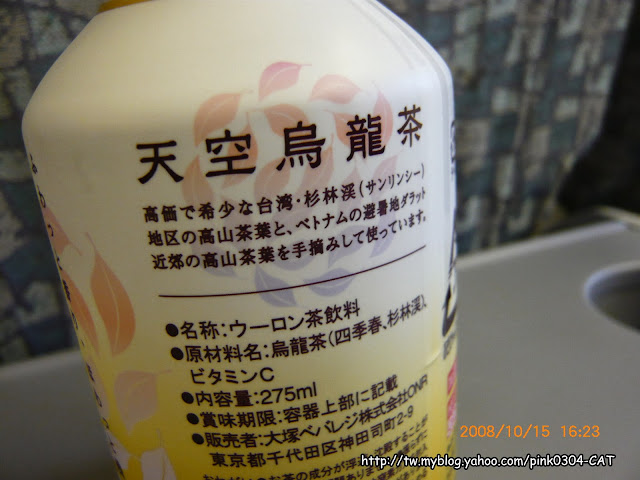 天空烏龍茶
高価で希少な台湾・杉林渓(サンリンシー)
地区の高山茶葉と、ベトナムの避暑地ダラット
近郊の高山茶葉を手摘みして使っています。
●名称:ウーロン茶飲料
●原材料名:烏龍茶(四季春、杉林渓)、
ビタミンC
●内容量:275ml
●賞味期限:容器上部に記載
●販売者:大塚ベバレジ株式会社ONR
東京都千代田区神田司町2-9
2008/10/15 16:23
http://tw.myblog.yahoo.com/pink0304-CAT